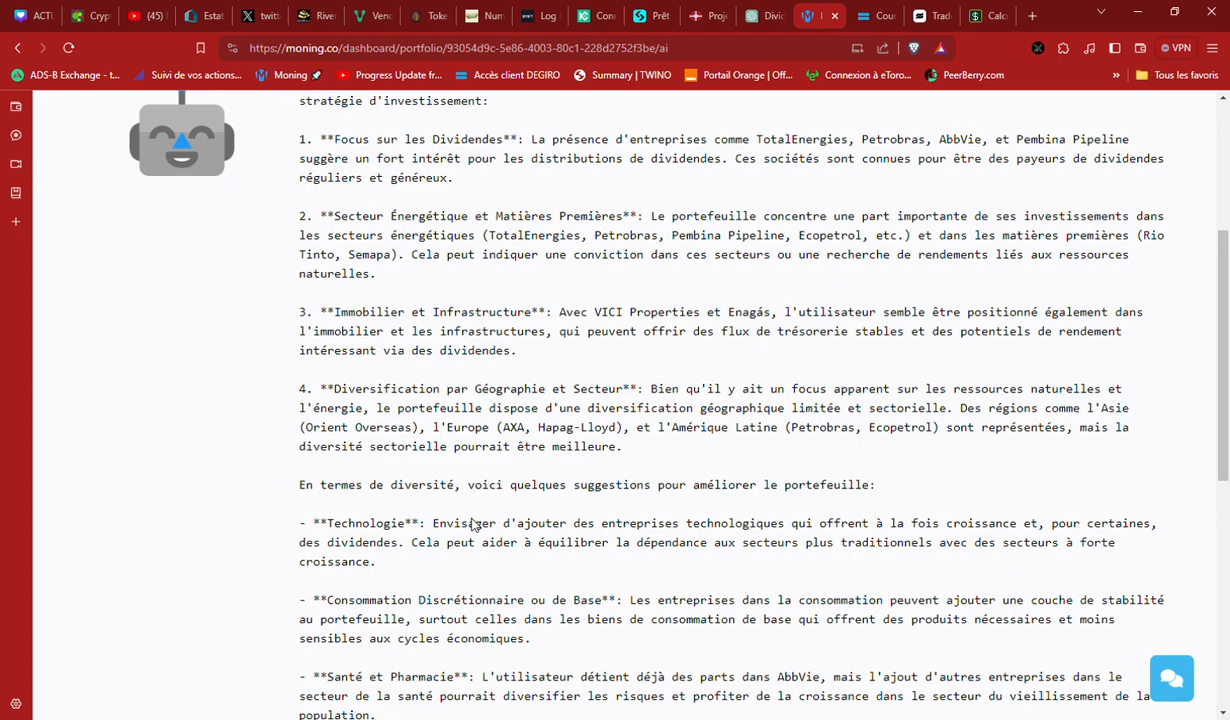 ACTU
Cryp
(45)
Estat
twitt
River
Venc
Toke
Num
Log
Conn
Prêt
Proje
Divid
M
Cour
Trade
Calcu
https://moning.co/dashboard/portfolio/93054d9c-5e86-4003-80c1-228d2752f3be/ai
VPN
ADS-B Exchange - t...
Suivi de vos actions...
Moning 🚀
Progress Update fr...
Accès client DEGIRO
Summary | TWINO
Portail Orange | Off...
Connexion à eToro...
PeerBerry.com
»
Tous les favoris
stratégie d'investissement:
1. **Focus sur les Dividendes**: La présence d'entreprises comme TotalEnergies, Petrobras, AbbVie, et Pembina Pipeline
suggère un fort intérêt pour les distributions de dividendes. Ces sociétés sont connues pour être des payeurs de dividendes
réguliers et généreux.
2. **Secteur Énergétique et Matières Premières**: Le portefeuille concentre une part importante de ses investissements dans
les secteurs énergétiques (TotalEnergies, Petrobras, Pembina Pipeline, Ecopetrol, etc.) et dans les matières premières (Rio
Tinto, Semapa). Cela peut indiquer une conviction dans ces secteurs ou une recherche de rendements liés aux ressources
naturelles.
3. **Immobilier et Infrastructure**: Avec VICI Properties et Enagás, l'utilisateur semble être positionné également dans
l'immobilier et les infrastructures, qui peuvent offrir des flux de trésorerie stables et des potentiels de rendement
intéressant via des dividendes.
4. **Diversification par Géographie et Secteur**: Bien qu'il y ait un focus apparent sur les ressources naturelles et
l'énergie, le portefeuille dispose d'une diversification géographique limitée et sectorielle. Des régions comme l'Asie
(Orient Overseas), l'Europe (AXA, Hapag-Lloyd), et l'Amérique Latine (Petrobras, Ecopetrol) sont représentées, mais la
diversité sectorielle pourrait être meilleure.
En termes de diversité, voici quelques suggestions pour améliorer le portefeuille:
- **Technologie**: Envisager d'ajouter des entreprises technologiques qui offrent à la fois croissance et, pour certaines,
des dividendes. Cela peut aider à équilibrer la dépendance aux secteurs plus traditionnels avec des secteurs à forte
croissance.
- **Consommation Discrétionnaire ou de Base**: Les entreprises dans la consommation peuvent ajouter une couche de stabilité
au portefeuille, surtout celles dans les biens de consommation de base qui offrent des produits nécessaires et moins
sensibles aux cycles économiques.
- **Santé et Pharmacie**: L'utilisateur détient déjà des parts dans AbbVie, mais l'ajout d'autres entreprises dans le
secteur de la santé pourrait diversifier les risques et profiter de la croissance dans le secteur du vieillissement de la
population.